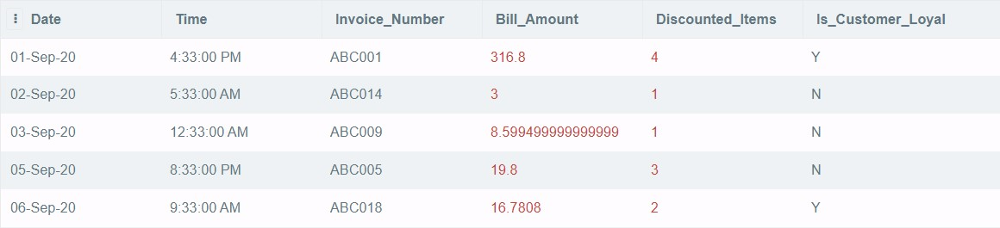 Date Time Invoice_Number Bill_Amount Discounted_Items Is_Customer_Loyal
01-Sep-20 4:33:00 PM ABC001 316.8 4 Y
02-Sep-20 5:33:00 AM ABC014 3 1 N
03-Sep-20 12:33:00 AM ABC009 8.599499999999999 1 N
05-Sep-20 8:33:00 PM ABC005 19.8 3 N
06-Sep-20 9:33:00 AM ABC018 16.7808 2 Y